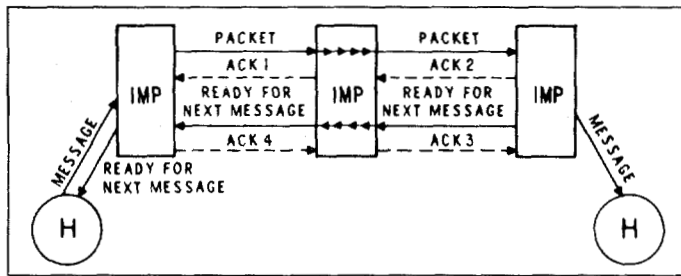 PACKET
PACKET
ACK 1
ACK 2
IMP
READY FOR
NEXT MESSAGE
IMP
READY FOR
NEXT MESSAGE
IMP
ACK 4
ACK 3
MESSAGE
READY FOR
NEXT MESSAGE
MESSAGE
H
H